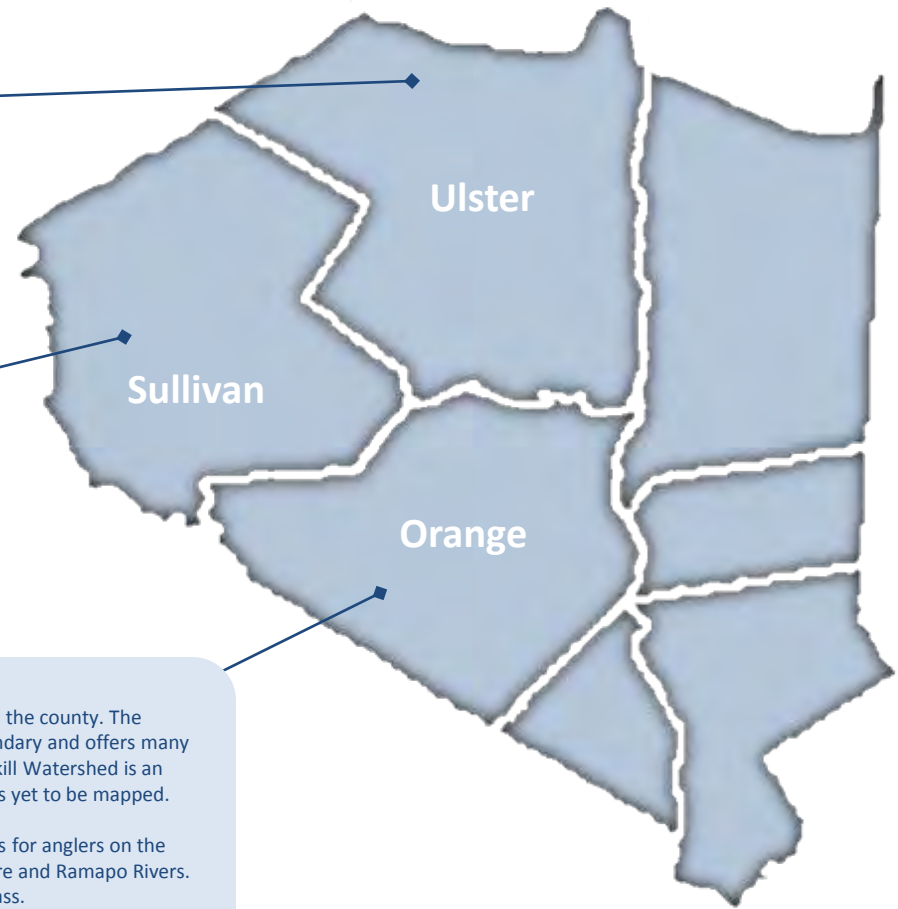 Ulster
Sullivan
Orange
the county. The
ndary and offers many
kill Watershed is an
s yet to be mapped.
s for anglers on the
re and Ramapo Rivers.
ass.